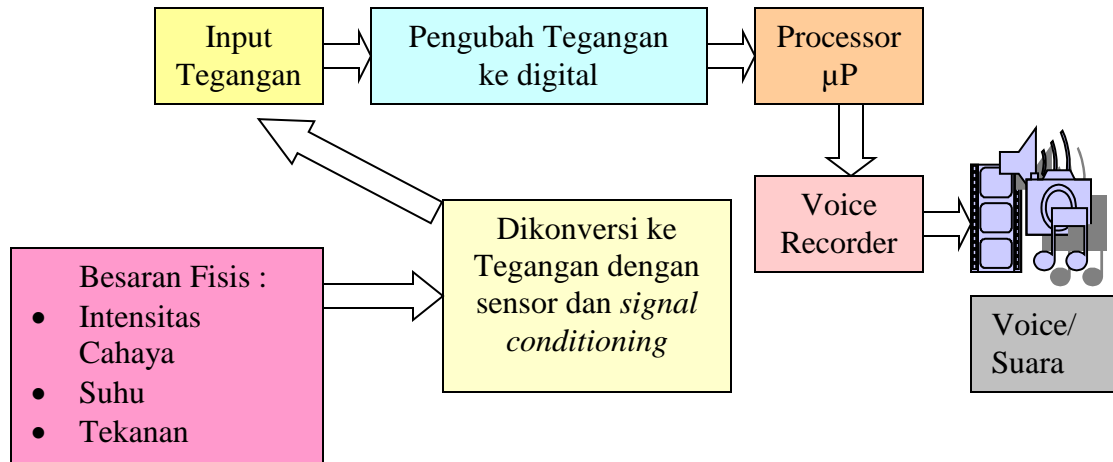 Input
Tegangan
Pengubah Tegangan
ke digital
Processor
µP
Voice
Recorder
Dikonversi ke
Tegangan dengan
sensor dan signal
conditioning
Besaran Fisis :
• Intensitas
Cahaya
• Suhu
• Tekanan
Voice/
Suara